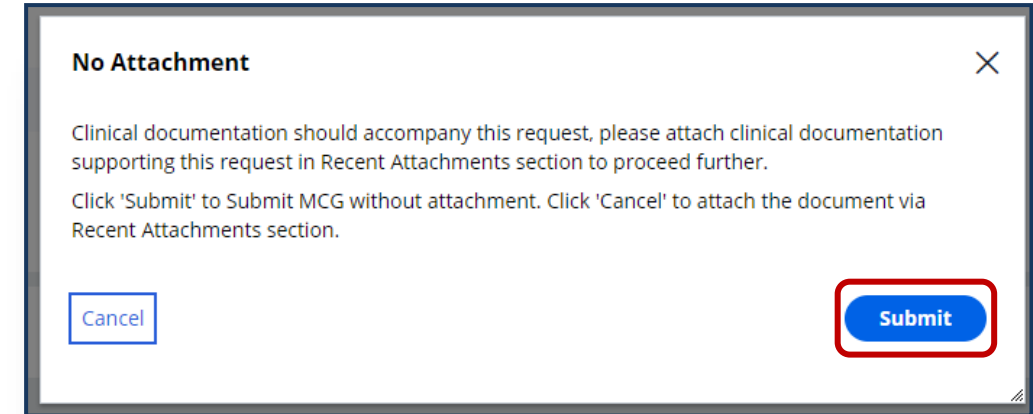 No Attachment
Clinical documentation should accompany this request, please attach clinical documentation
supporting this request in Recent Attachments section to proceed further.
Click 'Submit' to Submit MCG without attachment. Click 'Cancel' to attach the document via
Recent Attachments section.
Cancel
Submit